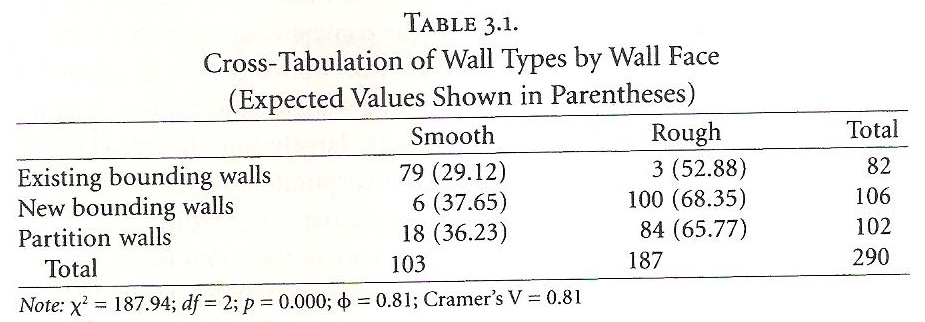 TABLE 3.1.
Cross-Tabulation of Wall Types by Wall Face
(Expected Values Shown in Parentheses)
Smooth Rough Total
Existing bounding walls 79 (29.12) 3 (52.88) 82
New bounding walls 6 (37.65) 100 (68.35) 106
Partition walls 18 (36.23) 84 (65.77) 102
Total 103 187 290
Note: χ² = 187.94; df = 2; p = 0.000; ϕ = 0.81; Cramer's V = 0.81